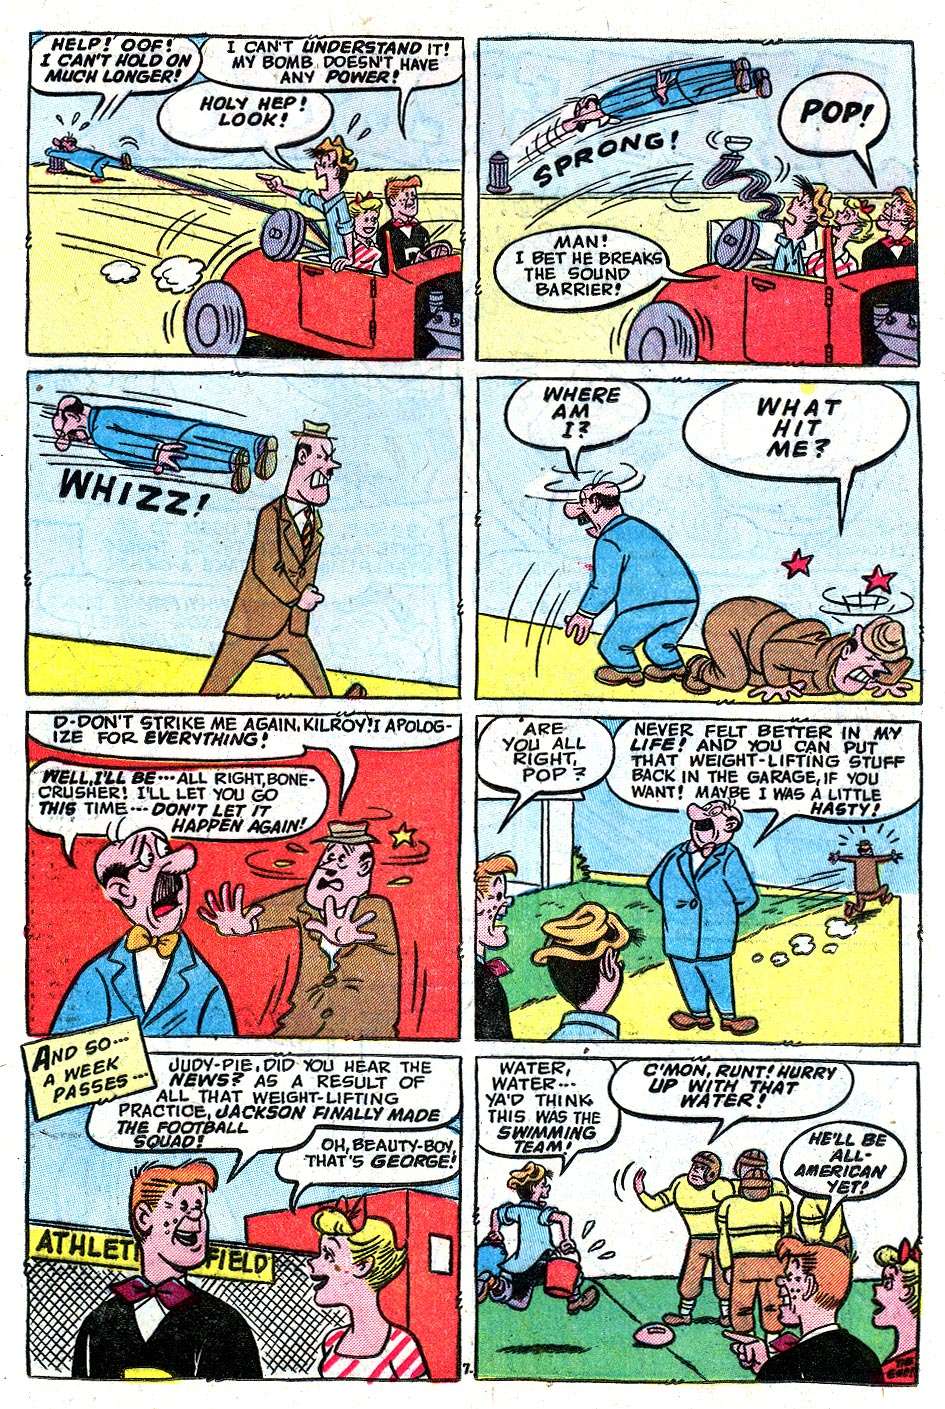 HELP! OOF!
I CAN'T HOLD ON
MUCH LONGER!
I CAN'T UNDERSTAND IT!
MY BOMB DOESN'T HAVE
ANY POWER!
HOLY HEP!
LOOK!
SPRONG!
POP!
MAN!
I BET HE BREAKS
THE SOUND
BARRIER!
WHIZZ!
WHERE
AM
I?
WHAT
HIT
ME?
D-DON'T STRIKE ME AGAIN, KILROY! I APOLOG-
IZE FOR EVERYTHING!
WELL, I'LL BE... ALL RIGHT, BONE-
CRUSHER! I'LL LET YOU GO
THIS TIME... DON'T LET IT
HAPPEN AGAIN!
ARE
YOU ALL
RIGHT,
POP?
NEVER FELT BETTER IN MY
LIFE! AND YOU CAN PUT
THAT WEIGHT-LIFTING STUFF
BACK IN THE GARAGE, IF YOU
WANT! MAYBE I WAS A LITTLE
HASTY!
AND SO...
A WEEK
PASSES...
JUDY-PIE, DID YOU HEAR THE
NEWS? AS A RESULT OF
ALL THAT WEIGHT-LIFTING
PRACTICE, JACKSON FINALLY MADE
THE FOOTBALL
SQUAD!
OH, BEAUTY-BOY,
THAT'S GEORGE!
ATHLETI FIELD
7.
WATER,
WATER...
YA'D THINK
THIS WAS THE
SWIMMING
TEAM!
C'MON, RUNT! HURRY
UP WITH THAT
WATER!
HE'LL BE
ALL-
AMERICAN
YET!